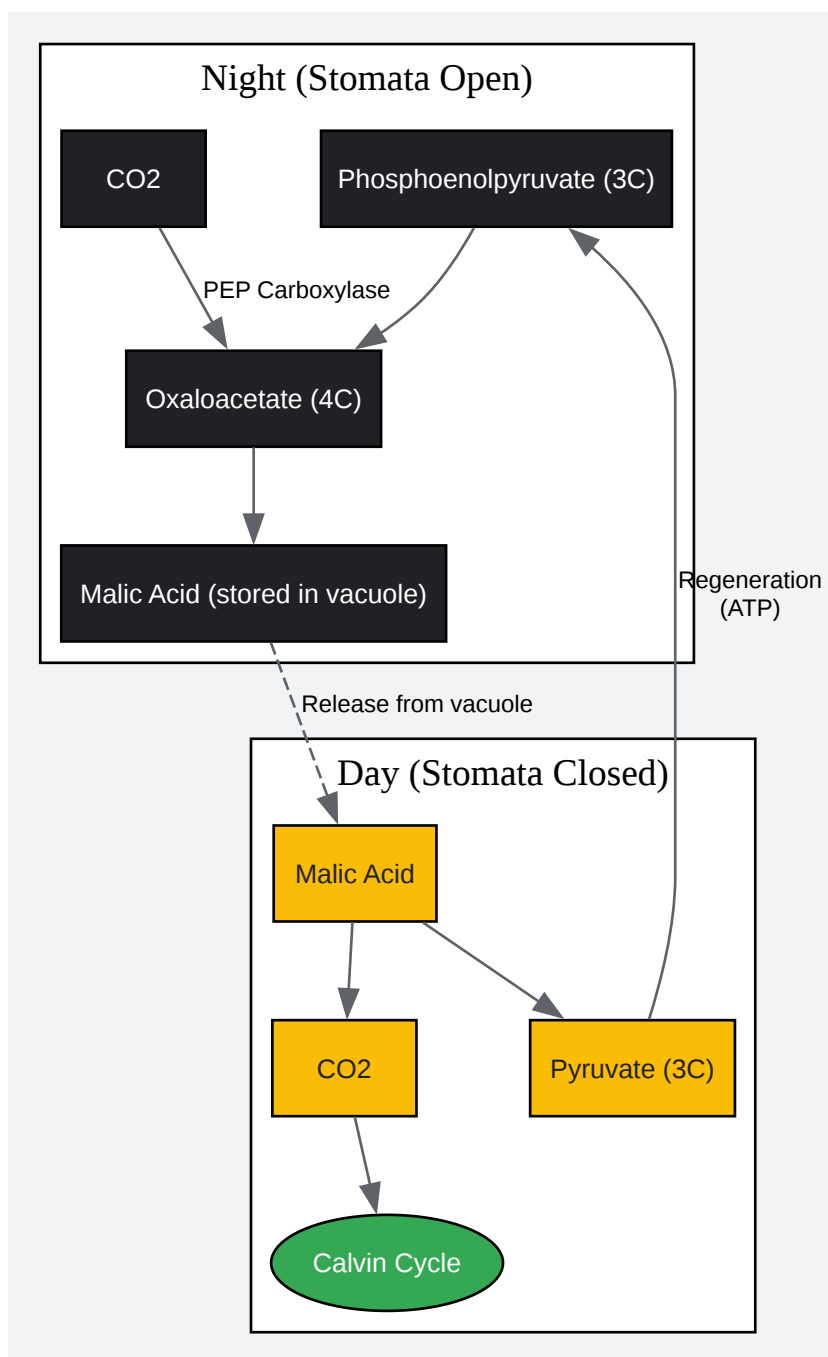 Night (Stomata Open)
CO2
Phosphoenolpyruvate (3C)
PEP Carboxylase
Oxaloacetate (4C)
Malic Acid (stored in vacuole)
Regeneration
(ATP)
Release from vacuole
Day (Stomata Closed)
Malic Acid
CO2
Pyruvate (3C)
Calvin Cycle